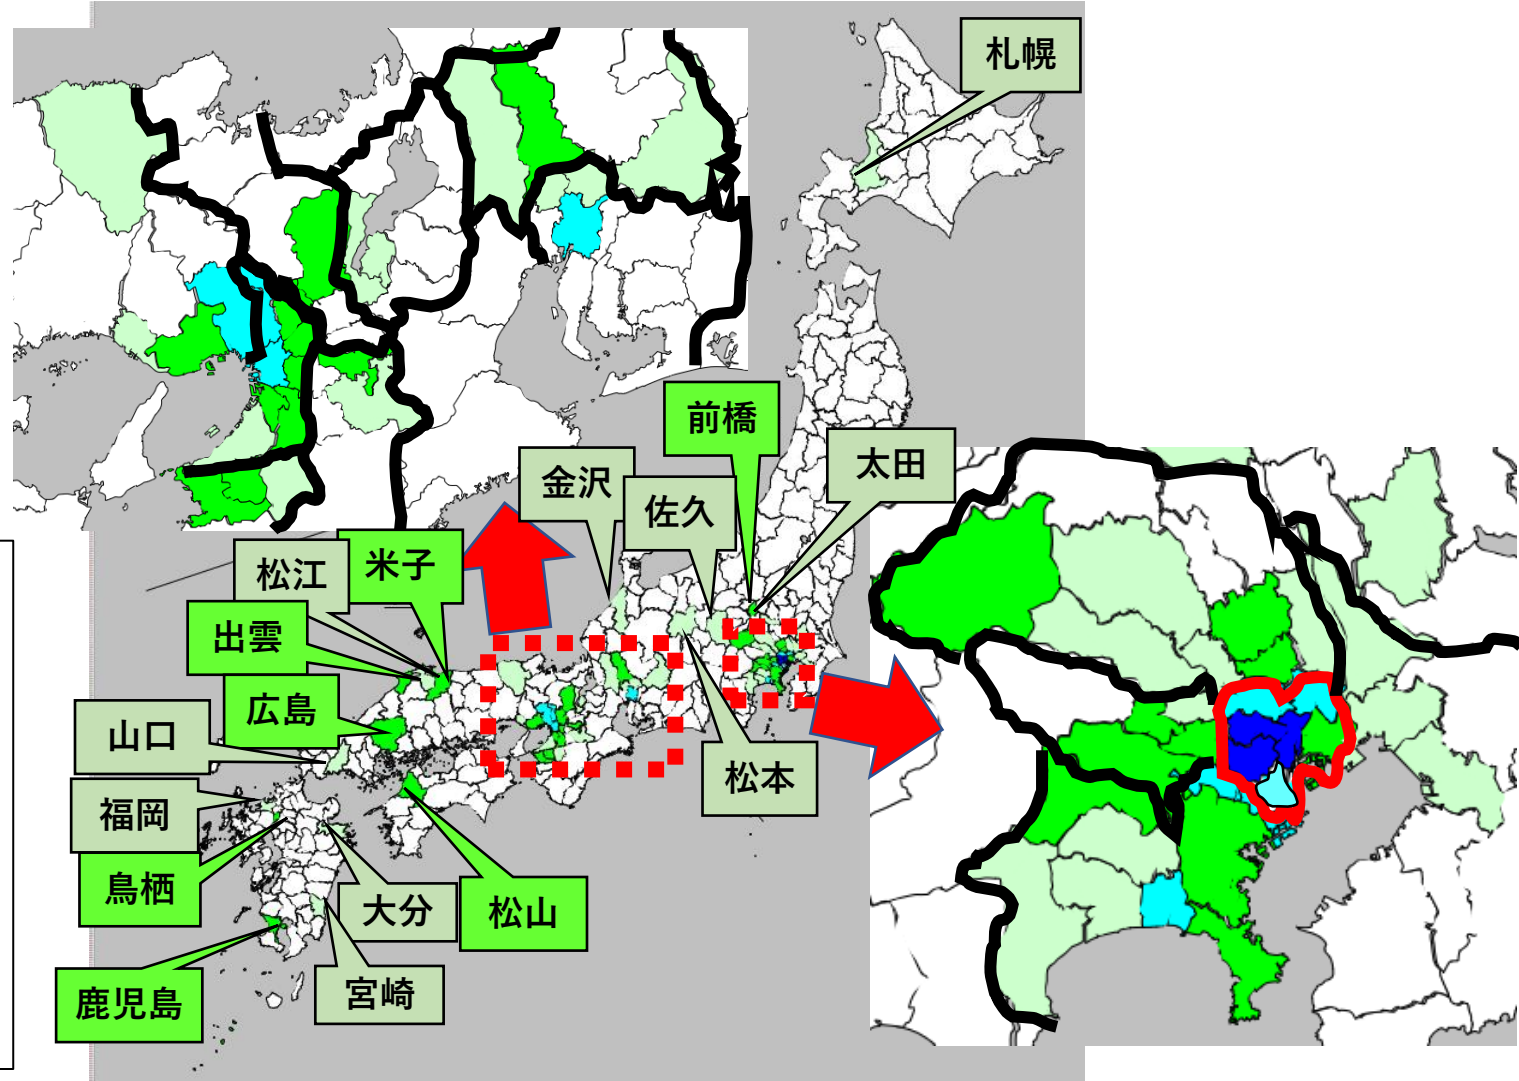 札幌
前橋
太田
金沢
佐久
米子
松江
出雲
広島
山口
松本
福岡
鳥栖
大分
松山
宮崎
鹿児島